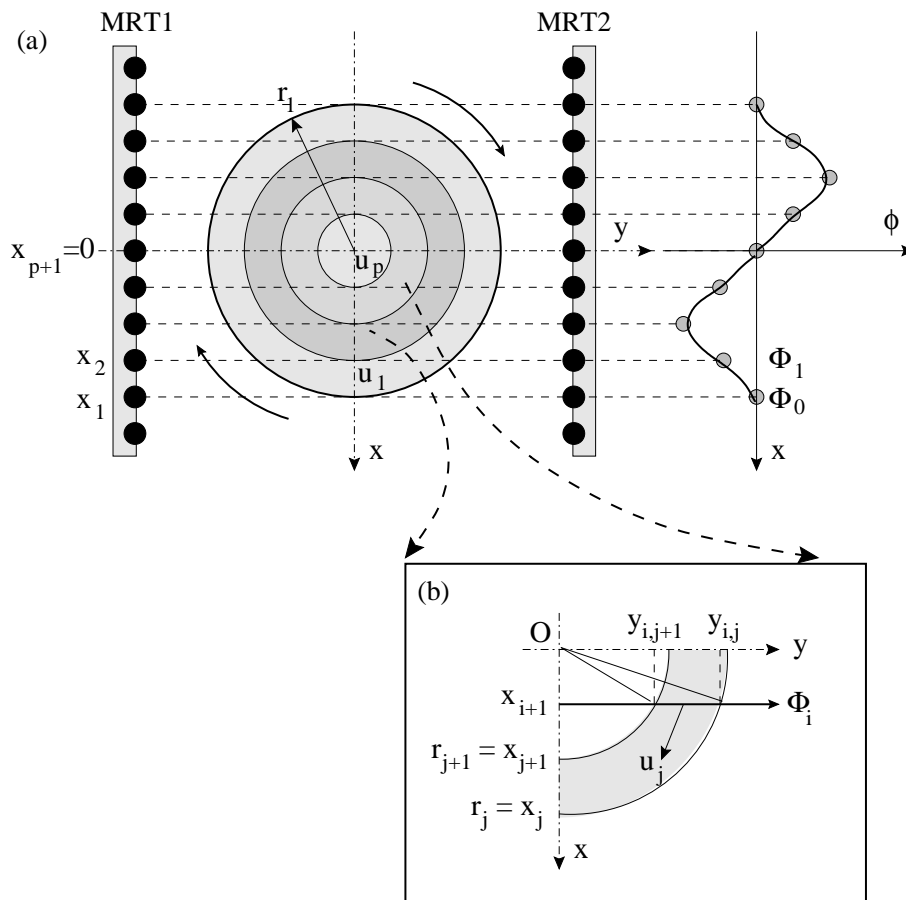 MRT1
MRT2
(a)
r_1
ϕ
x_{p+1}=0
y
u_p
x_2
u_1
Φ_1
x_1
Φ_0
x
x
(b)
O
y_{i,j+1}
y_{i,j}
y
x_{i+1}
Φ_i
r_{j+1} = x_{j+1}
u_j
r_j = x_j
x